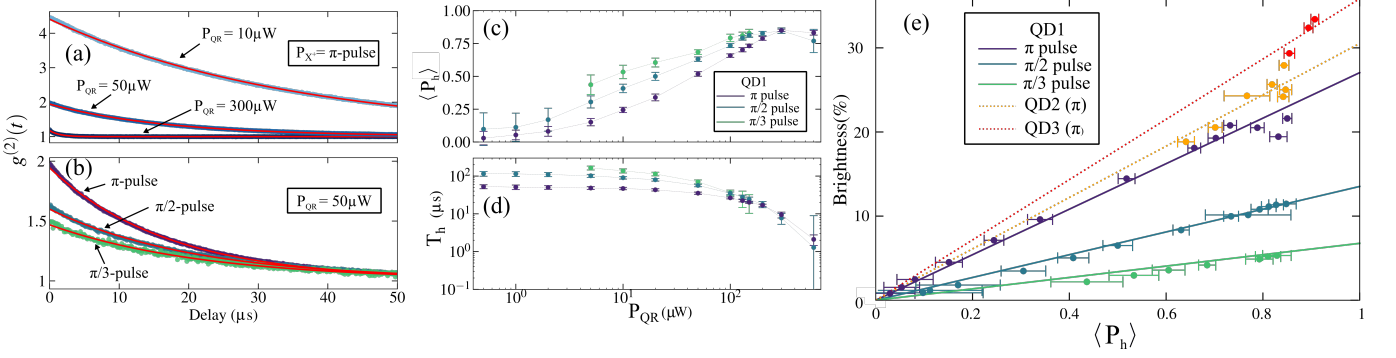 (a)
P_QR = 10µW
P_X+ = π-pulse
P_QR = 50µW
P_QR = 300µW
4
3
2
1
g^(2)(t)
(b)
2
1.5
1
π-pulse
π/2-pulse
π/3-pulse
P_QR = 50µW
0
10
20
30
40
50
Delay (µs)
(c)
1.00
0.75
0.50
0.25
0.00
⟨P_h⟩
QD1
π pulse
π/2 pulse
π/3 pulse
(d)
10^2
10^1
10^0
10^-1
T_h (µs)
10^0
10^1
10^2
P_QR (µW)
(e)
30
20
10
0
Brightness(%)
QD1
π pulse
π/2 pulse
π/3 pulse
QD2 (π)
QD3 (π)
0
0.2
0.4
0.6
0.8
1
⟨P_h⟩